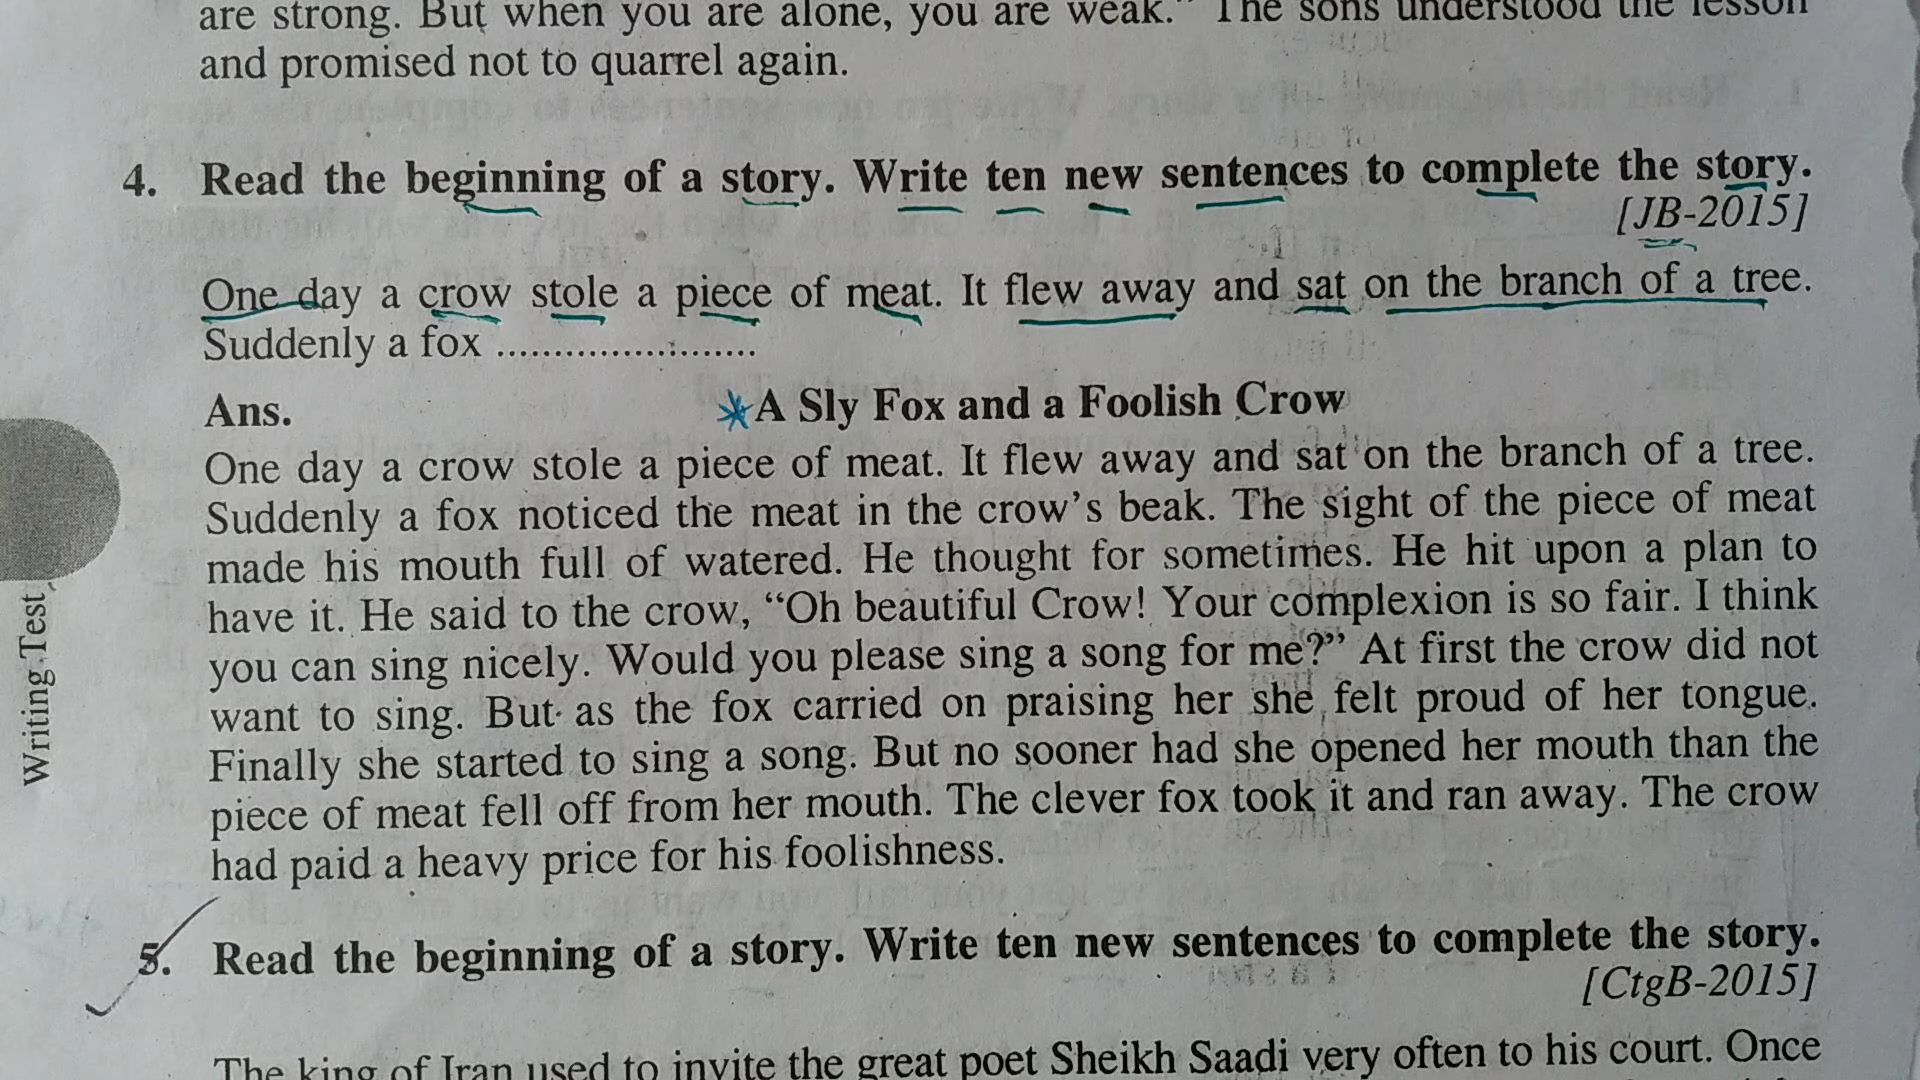 are strong. But when you are alone, you are weak.” The sons understood the lesson
and promised not to quarrel again.
4. Read the beginning of a story. Write ten new sentences to complete the story.
[JB-2015]
One day a crow stole a piece of meat. It flew away and sat on the branch of a tree.
Suddenly a fox .......................
Ans. *A Sly Fox and a Foolish Crow
One day a crow stole a piece of meat. It flew away and sat on the branch of a tree.
Suddenly a fox noticed the meat in the crow’s beak. The sight of the piece of meat
made his mouth full of watered. He thought for sometimes. He hit upon a plan to
have it. He said to the crow, “Oh beautiful Crow! Your complexion is so fair. I think
you can sing nicely. Would you please sing a song for me?” At first the crow did not
want to sing. But as the fox carried on praising her she felt proud of her tongue.
Finally she started to sing a song. But no sooner had she opened her mouth than the
piece of meat fell off from her mouth. The clever fox took it and ran away. The crow
had paid a heavy price for his foolishness.
Writing Test
5. Read the beginning of a story. Write ten new sentences to complete the story.
[CtgB-2015]
The king of Iran used to invite the great poet Sheikh Saadi very often to his court. Once